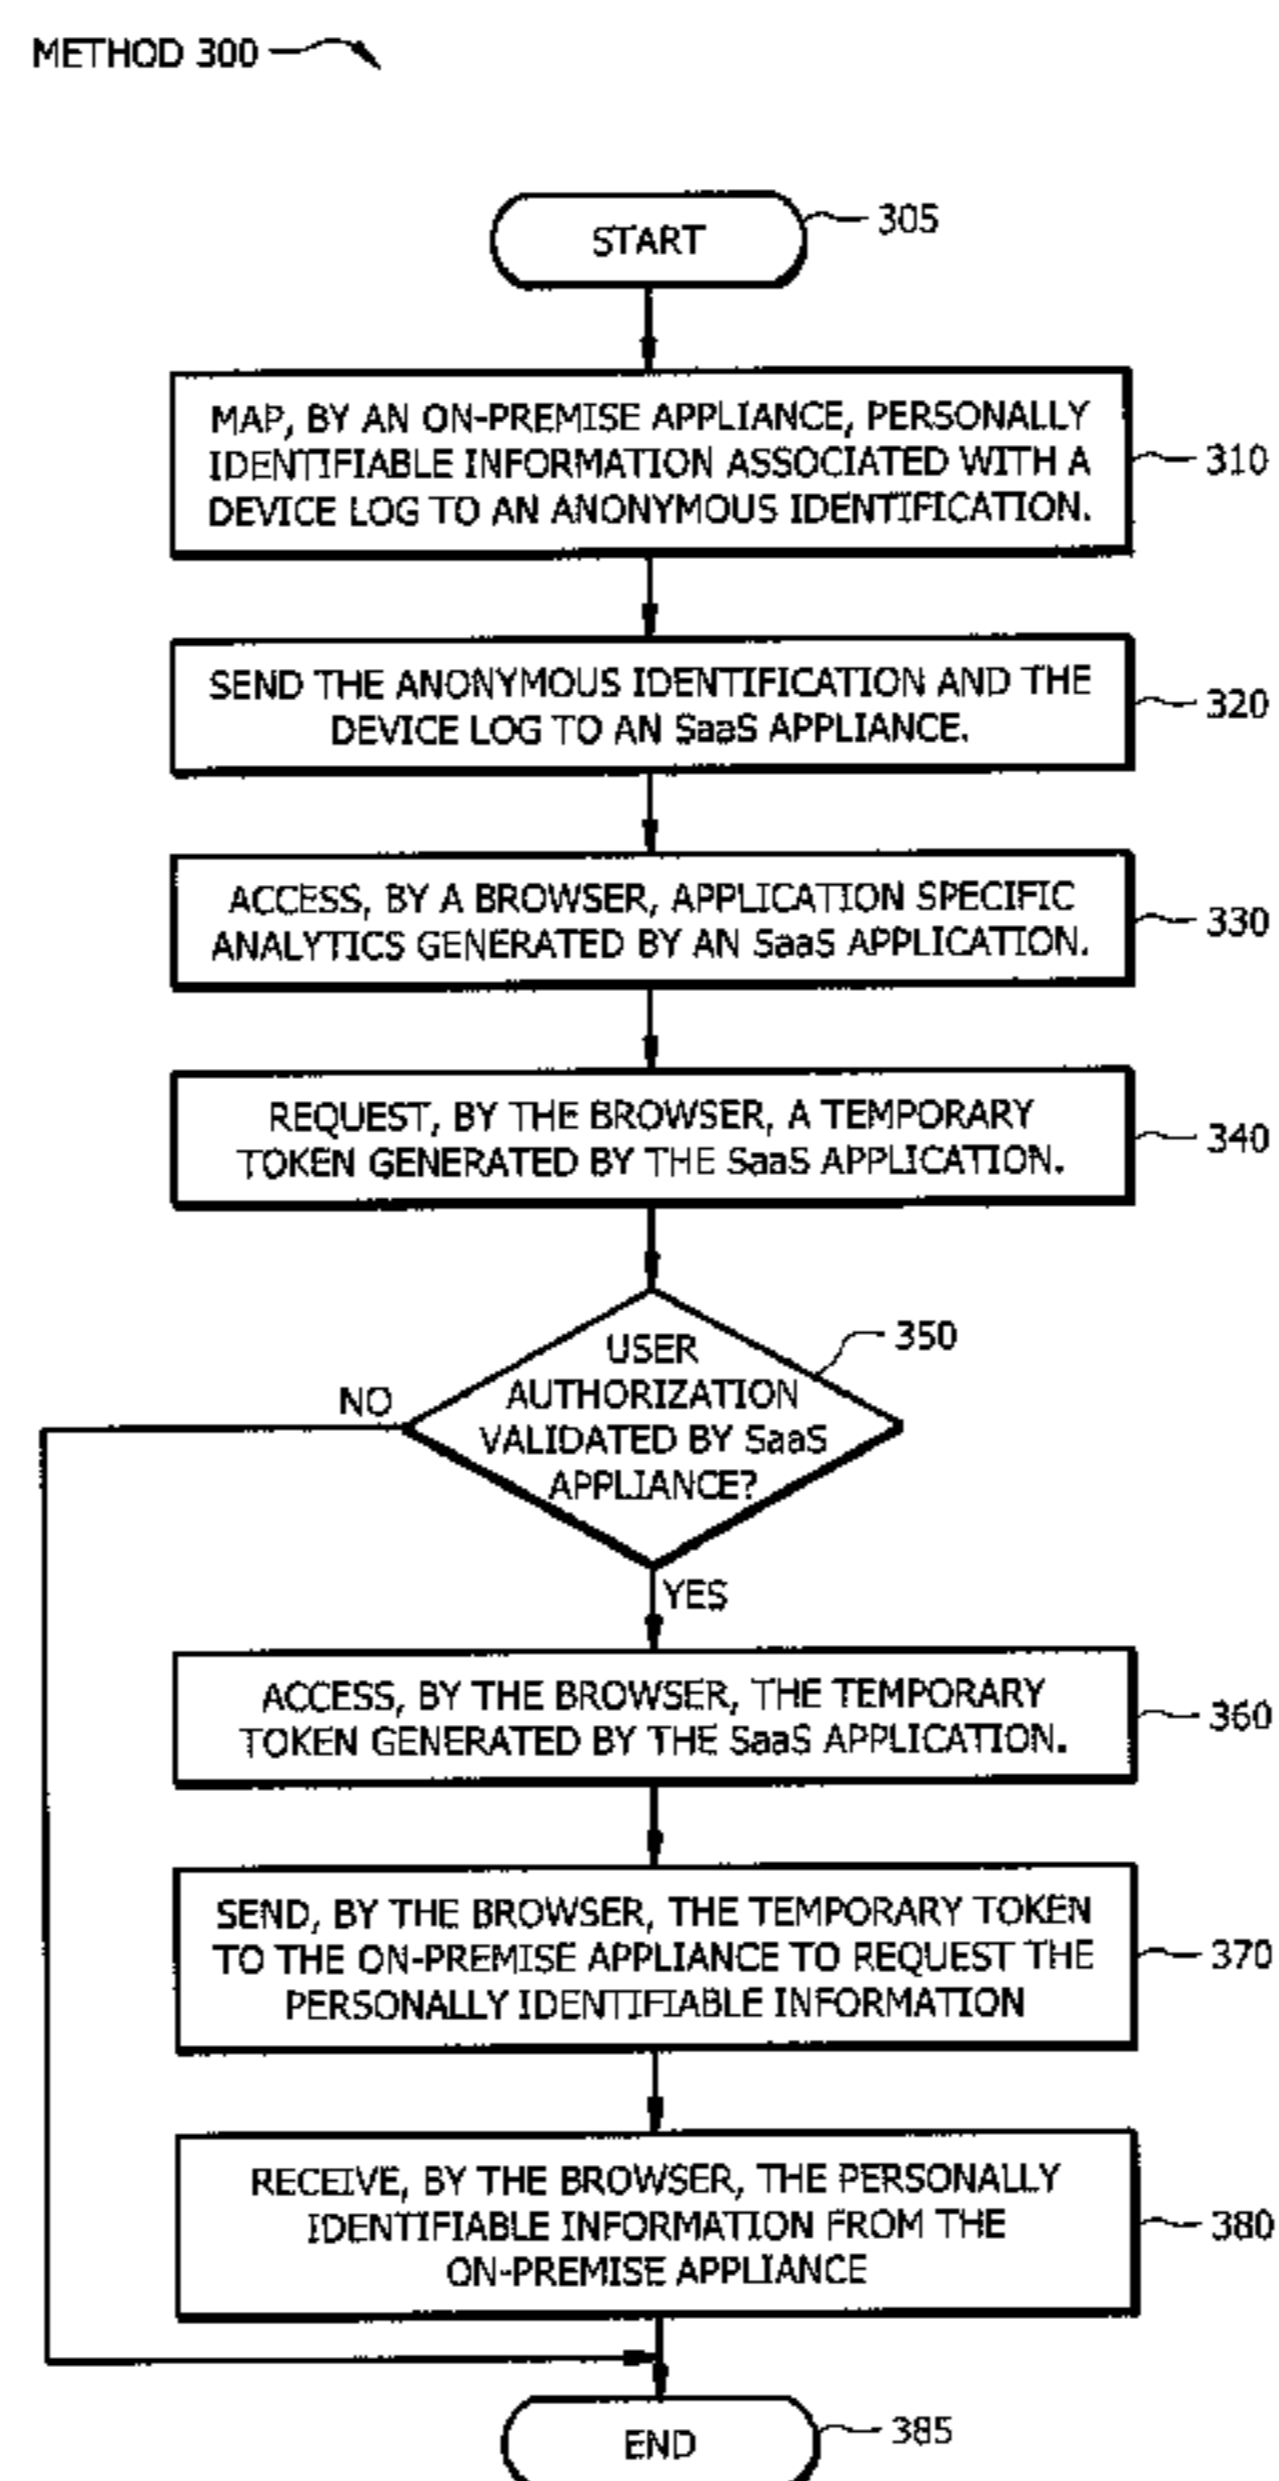 METHOD 300
START
305
MAP, BY AN ON-PREMISE APPLIANCE, PERSONALLY
IDENTIFIABLE INFORMATION ASSOCIATED WITH A
DEVICE LOG TO AN ANONYMOUS IDENTIFICATION.
310
SEND THE ANONYMOUS IDENTIFICATION AND THE
DEVICE LOG TO AN SaaS APPLIANCE.
320
ACCESS, BY A BROWSER, APPLICATION SPECIFIC
ANALYTICS GENERATED BY AN SaaS APPLICATION.
330
REQUEST, BY THE BROWSER, A TEMPORARY
TOKEN GENERATED BY THE SaaS APPLICATION.
340
USER
AUTHORIZATION
VALIDATED BY SaaS
APPLIANCE?
350
NO
YES
ACCESS, BY THE BROWSER, THE TEMPORARY
TOKEN GENERATED BY THE SaaS APPLICATION.
360
SEND, BY THE BROWSER, THE TEMPORARY TOKEN
TO THE ON-PREMISE APPLIANCE TO REQUEST THE
PERSONALLY IDENTIFIABLE INFORMATION
370
RECEIVE, BY THE BROWSER, THE PERSONALLY
IDENTIFIABLE INFORMATION FROM THE
ON-PREMISE APPLIANCE
380
END
385